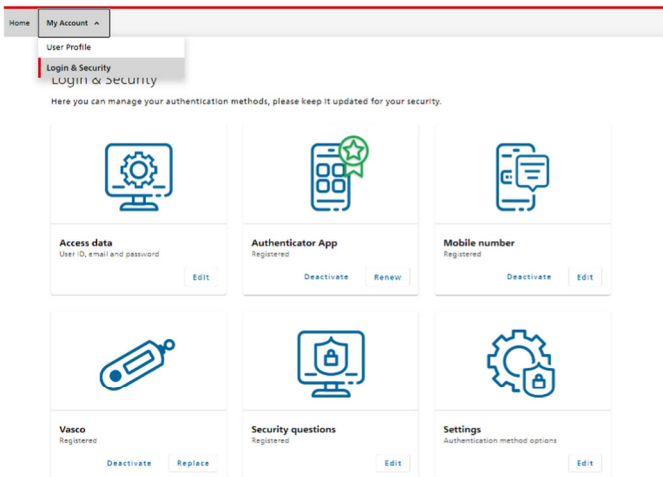 Home My Account
User Profile
Login & Security
Login & Security
Here you can manage your authentication methods, please keep it updated for your security.
Access data
User ID, email and password
Edit
Authenticator App
Registered
Deactivate Renew
Mobile number
Registered
Deactivate Edit
Vasco
Registered
Deactivate Replace
Security questions
Registered
Edit
Settings
Authentication method options
Edit